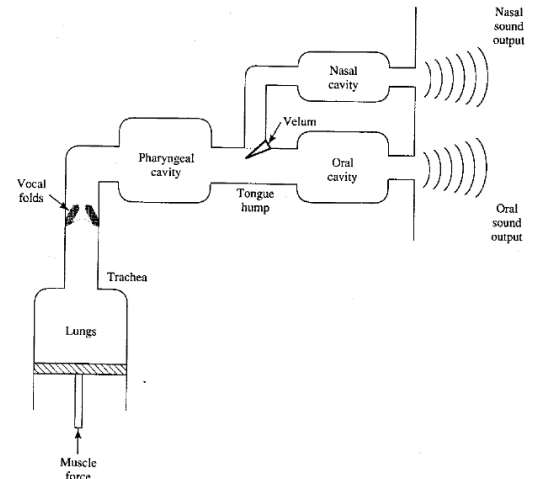 Nasal
sound
output
Nasal
cavity
Velum
Pharyngeal
cavity
Oral
cavity
Vocal
folds
Tongue
hump
Oral
sound
output
Trachea
Lungs
Muscle
force